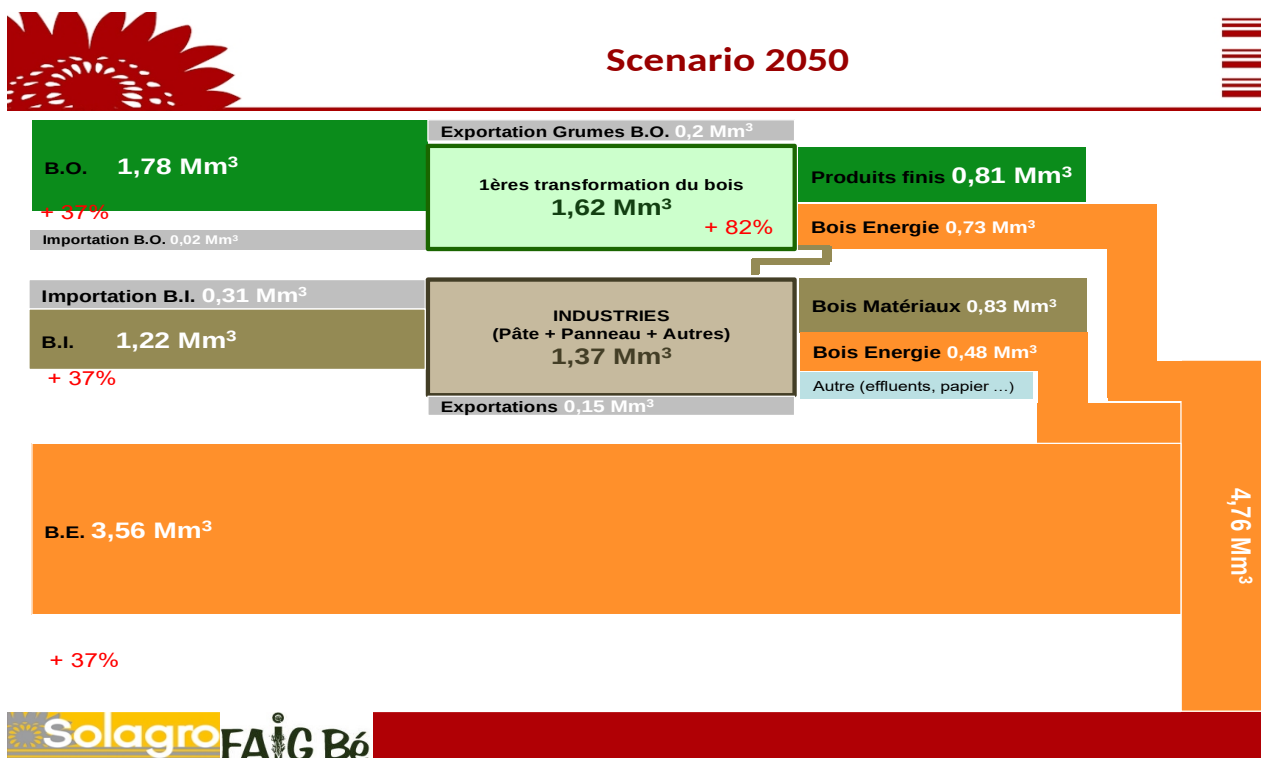 Scenario 2050
Exportation Grumes B.O. 0,2 Mm³
B.O. 1,78 Mm³
+ 37%
1ères transformation du bois
1,62 Mm³
+ 82%
Produits finis 0,81 Mm³
Bois Energie 0,73 Mm³
Importation B.O. 0,02 Mm³
Importation B.I. 0,31 Mm³
B.I. 1,22 Mm³
+ 37%
INDUSTRIES
(Pâte + Panneau + Autres)
1,37 Mm³
Bois Matériaux 0,83 Mm³
Bois Energie 0,48 Mm³
Autre (effluents, papier ...)
Exportations 0,15 Mm³
B.E. 3,56 Mm³
4,76 Mm³
+ 37%
Solagro
FAIG Bó